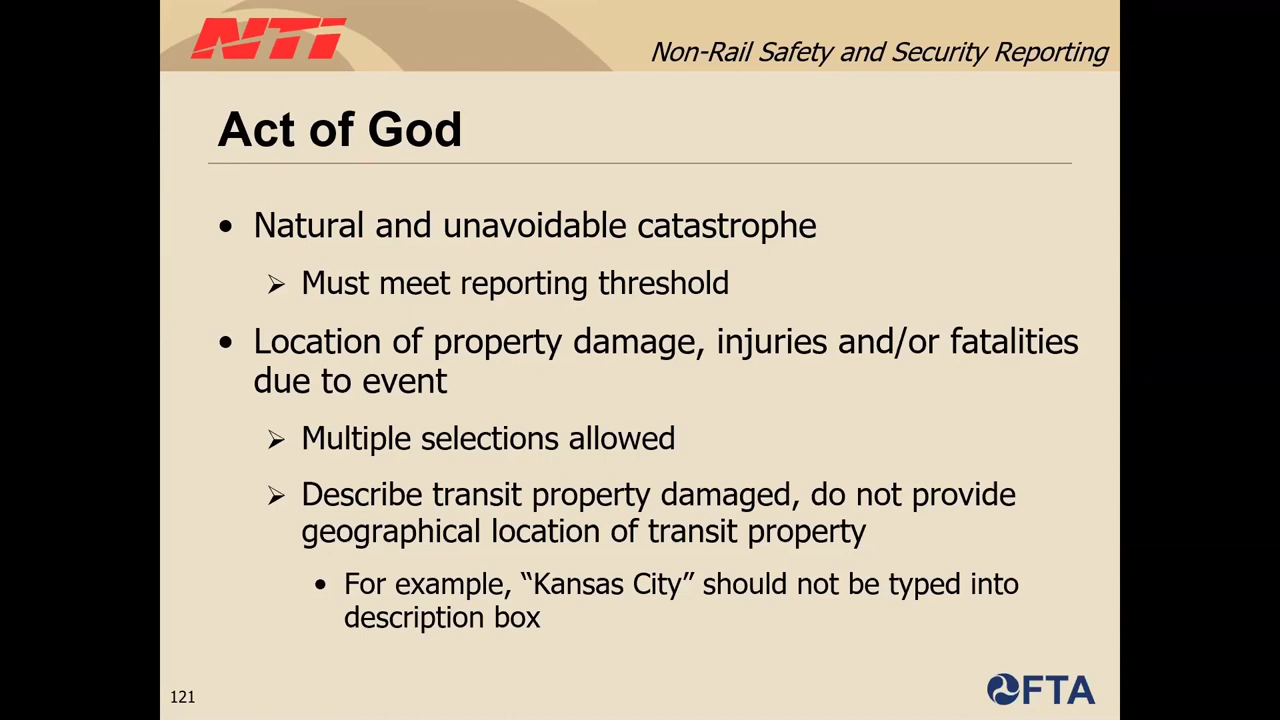 NTI
Non-Rail Safety and Security Reporting
Act of God
• Natural and unavoidable catastrophe
➢ Must meet reporting threshold
• Location of property damage, injuries and/or fatalities
due to event
➢ Multiple selections allowed
➢ Describe transit property damaged, do not provide
geographical location of transit property
• For example, “Kansas City” should not be typed into
description box
121
FTA